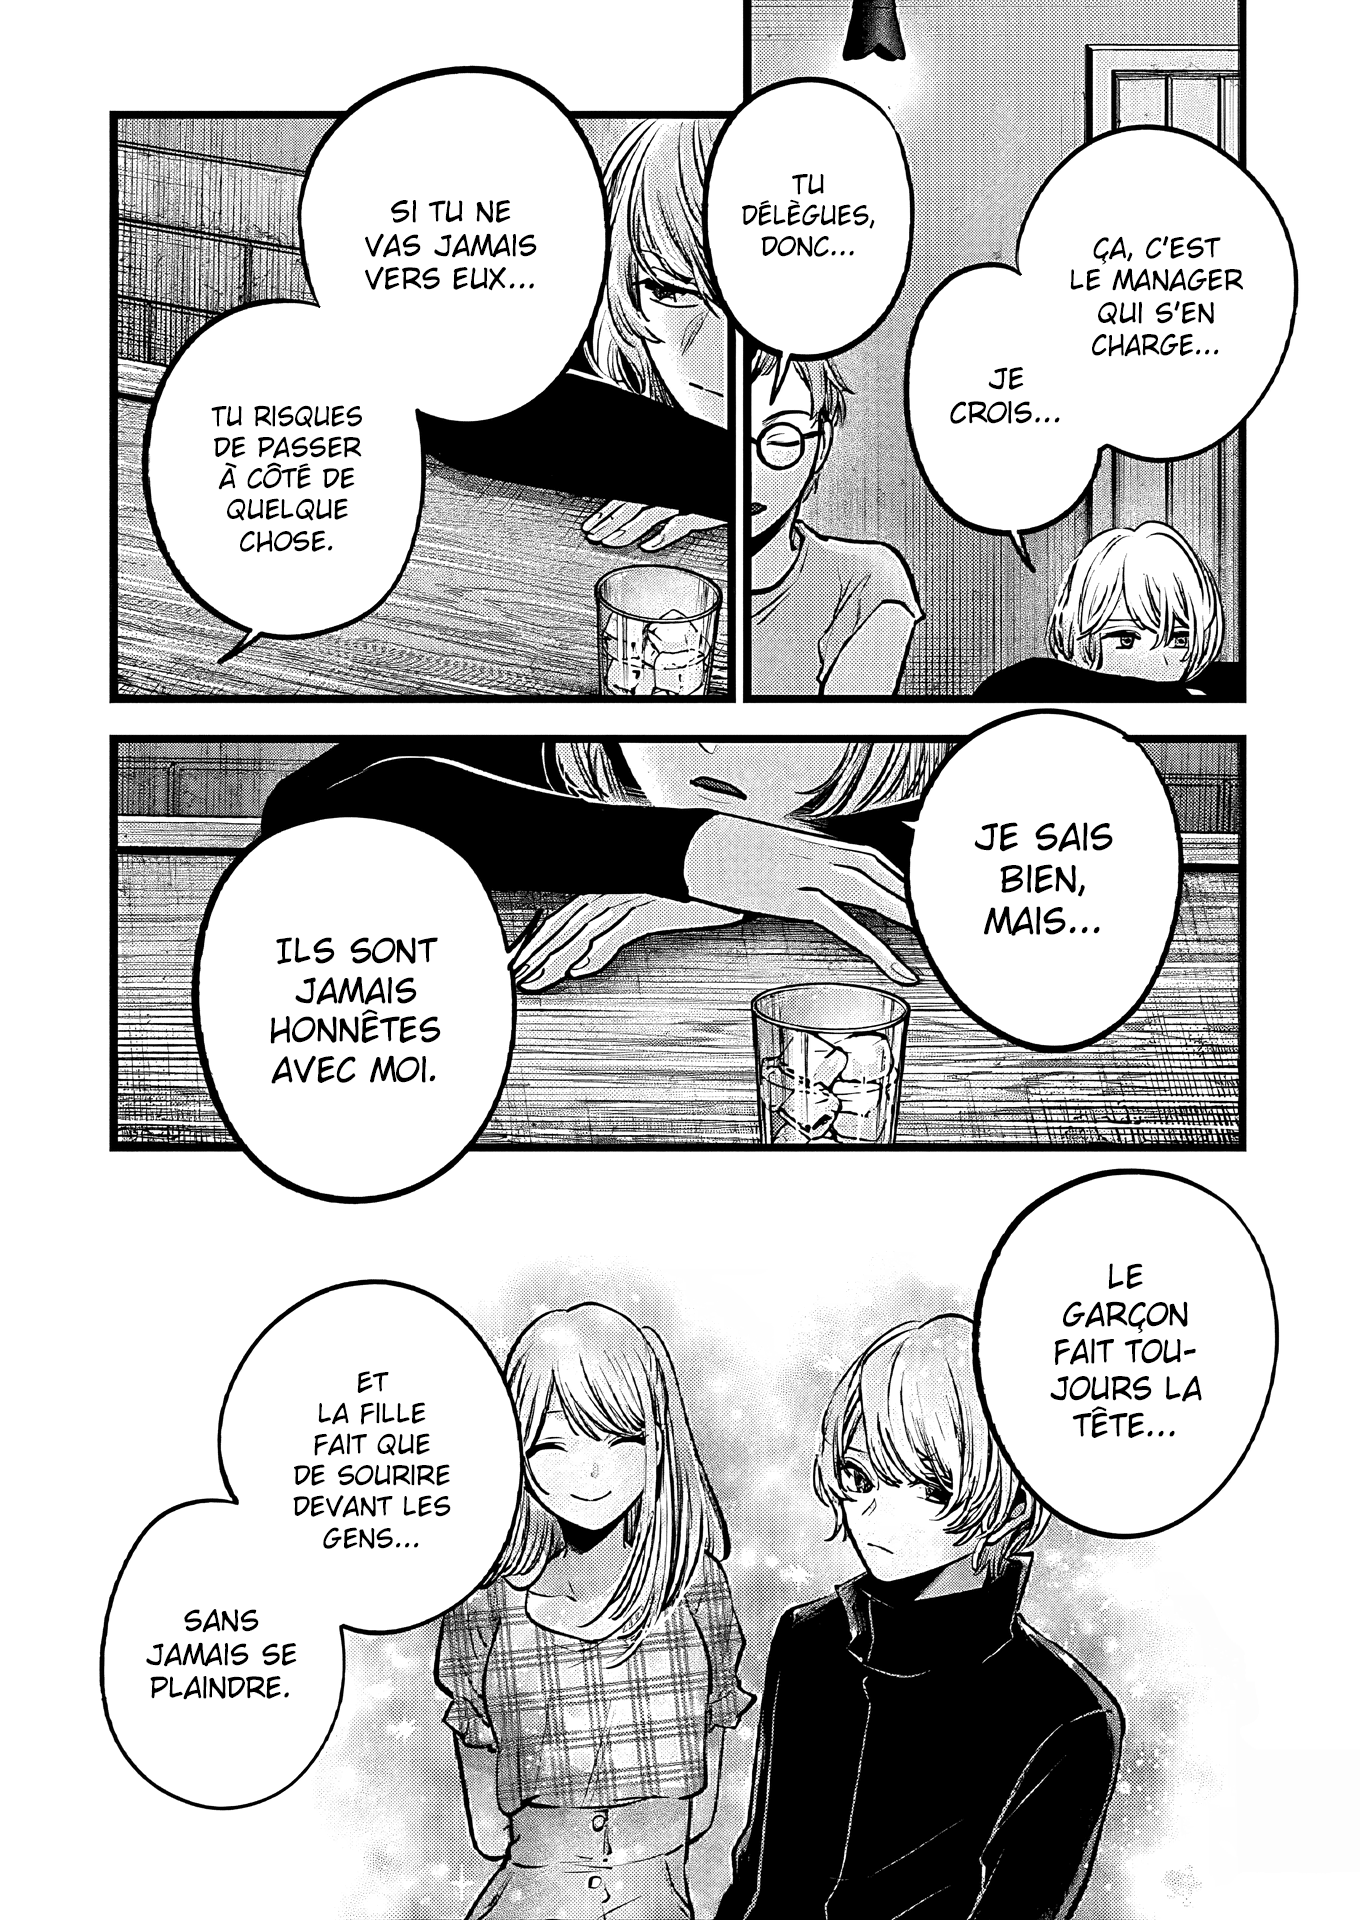 ÇA, C'EST
LE MANAGER
QUI S'EN
CHARGE...
JE
CROIS...
TU
DÉLÈGUES,
DONC...
SI TU NE
VAS JAMAIS
VERS EUX...
TU RISQUES
DE PASSER
À CÔTÉ DE
QUELQUE
CHOSE.
JE SAIS
BIEN,
MAIS...
ILS SONT
JAMAIS
HONNÊTES
AVEC MOI.
LE
GARÇON
FAIT TOU-
JOURS LA
TÊTE...
ET
LA FILLE
FAIT QUE
DE SOURIRE
DEVANT LES
GENS...
SANS
JAMAIS SE
PLAINDRE.